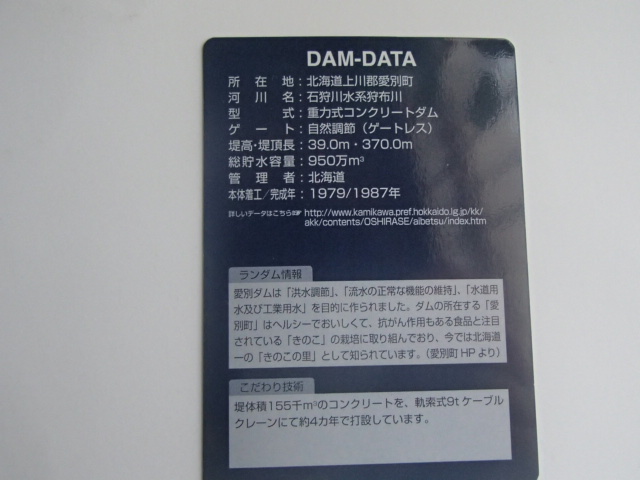 DAM-DATA
所在地：北海道上川郡愛別町
河川名：石狩川水系狩布川
型式：重力式コンクリートダム
ゲート：自然調節（ゲートレス）
堤高・堤頂長：39.0m・370.0m
総貯水容量：950万m³
管理者：北海道
本体着工／完成年：1979/1987年
詳しいデータはこちら☞ http://www.kamikawa.pref.hokkaido.lg.jp/kk/
akk/contents/OSHIRASE/aibetsu/index.htm
ランダム情報
愛別ダムは「洪水調節」、「流水の正常な機能の維持」、「水道用
水及び工業用水」を目的に作られました。ダムの所在する「愛
別町」はヘルシーでおいしくて、抗がん作用もある食品と注目
されている「きのこ」の栽培に取り組んでおり、今では北海道
一の「きのこの里」として知られています。（愛別町 HP より）
こだわり技術
堤体積155千m³のコンクリートを、軌索式9t ケーブル
クレーンにて約4カ年で打設しています。